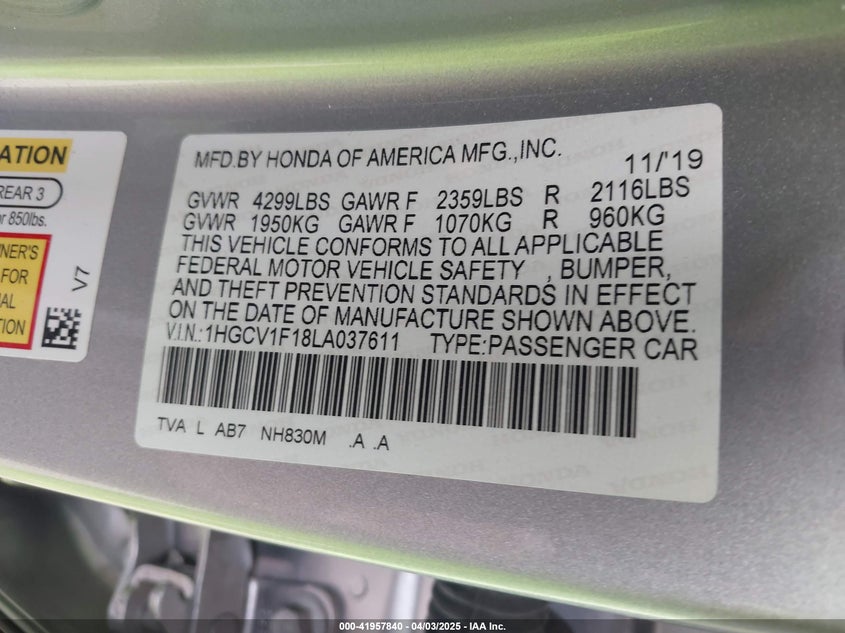 ATION
REAR 3
or 850lbs.
NER'S
FOR
AL
TION
V7
MFD.BY HONDA OF AMERICA MFG.,INC.
11/'19
GVWR 4299LBS GAWR F 2359LBS R 2116LBS
GVWR 1950KG GAWR F 1070KG R 960KG
THIS VEHICLE CONFORMS TO ALL APPLICABLE
FEDERAL MOTOR VEHICLE SAFETY , BUMPER,
AND THEFT PREVENTION STANDARDS IN EFFECT
ON THE DATE OF MANUFACTURE SHOWN ABOVE.
V.I.N.:1HGCV1F18LA037611 TYPE:PASSENGER CAR
TVA L AB7 NH830M .A .A
000-41957840 - 04/03/2025 - IAA Inc.